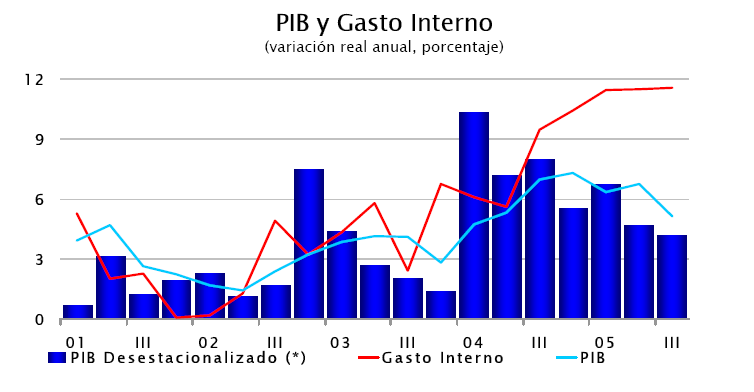 PIB y Gasto Interno
(variación real anual, porcentaje)
12
9
6
3
0
01 III 02 III 03 III 04 III 05 III
PIB Desestacionalizado (*) Gasto Interno PIB